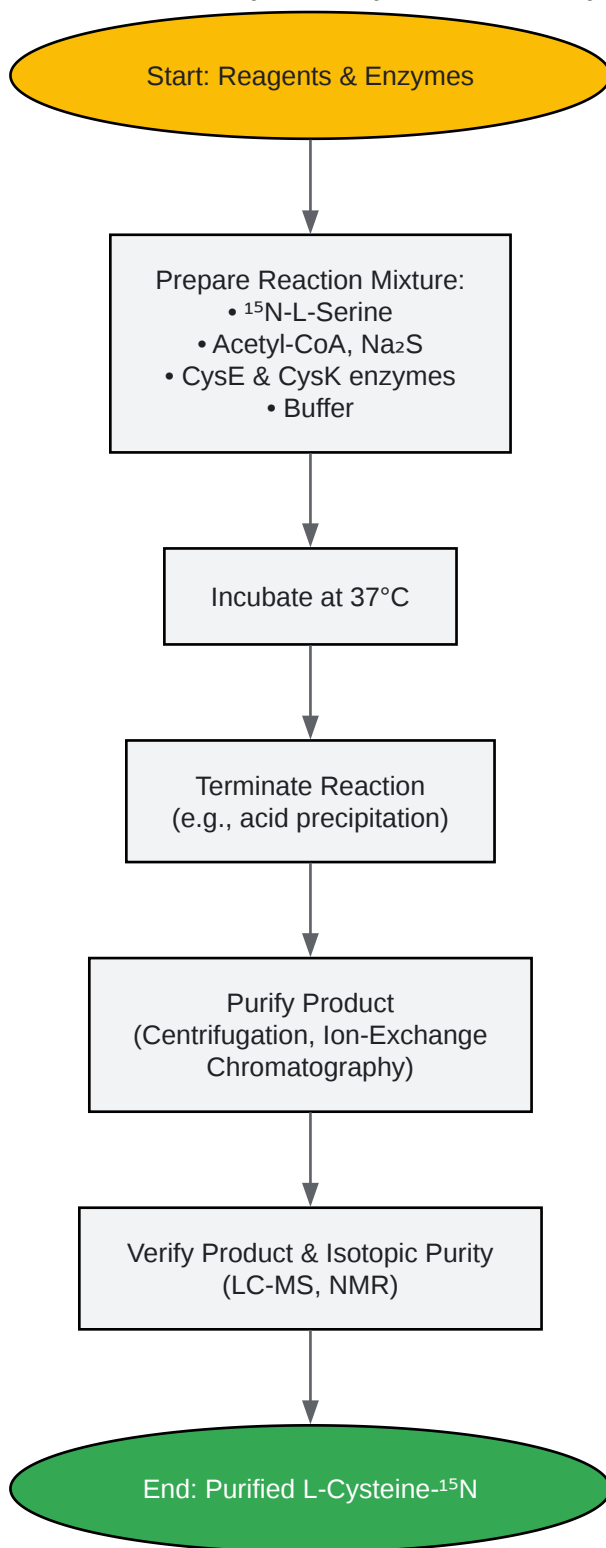 Start: Reagents & Enzymes
Prepare Reaction Mixture:
• ¹⁵N-L-Serine
• Acetyl-CoA, Na₂S
• CysE & CysK enzymes
• Buffer
Incubate at 37°C
Terminate Reaction
(e.g., acid precipitation)
Purify Product
(Centrifugation, Ion-Exchange
Chromatography)
Verify Product & Isotopic Purity
(LC-MS, NMR)
End: Purified L-Cysteine-¹⁵N